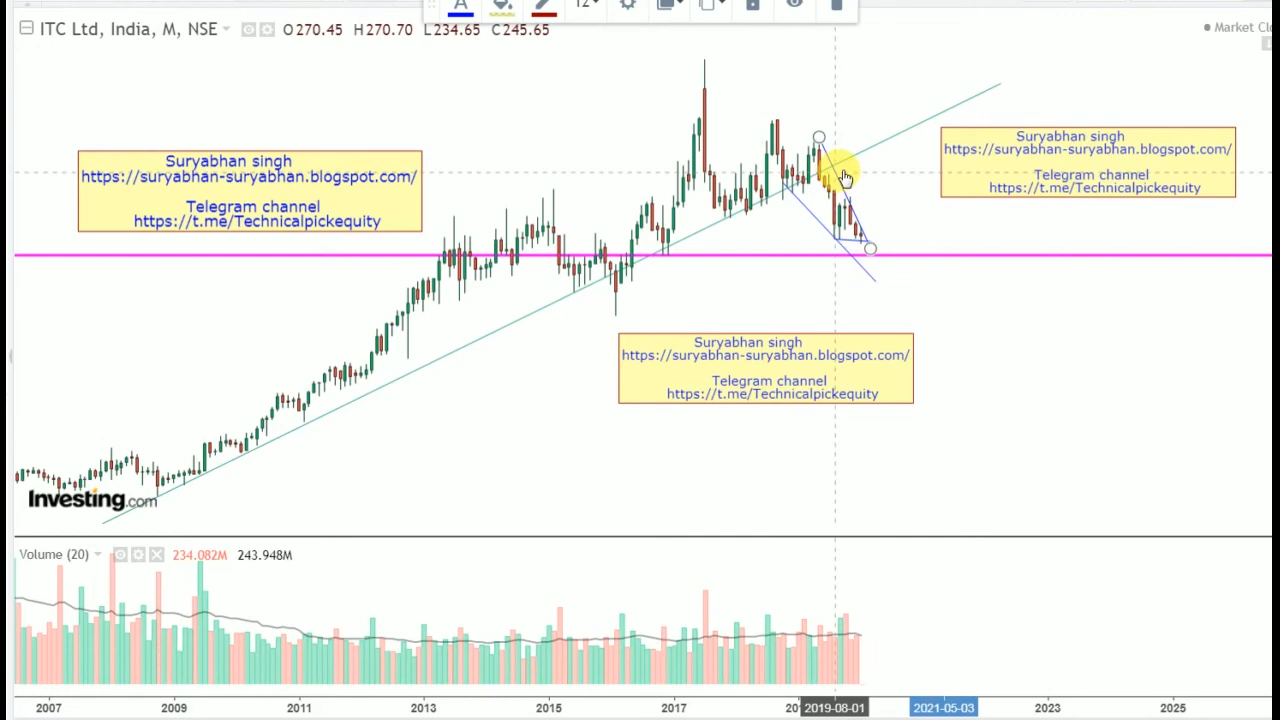 12
ITC Ltd, India, M, NSE
O270.45 H270.70 L234.65 C245.65
Market Clo
Suryabhan singh
https://suryabhan-suryabhan.blogspot.com/
Telegram channel
https://t.me/Technicalpickequity
Suryabhan singh
https://suryabhan-suryabhan.blogspot.com/
Telegram channel
https://t.me/Technicalpickequity
Suryabhan singh
https://suryabhan-suryabhan.blogspot.com/
Telegram channel
https://t.me/Technicalpickequity
Investing.com
Volume (20) 234.082M 243.948M
2007 2009 2011 2013 2015 2017 2019-08-01 2021-05-03 2023 2025